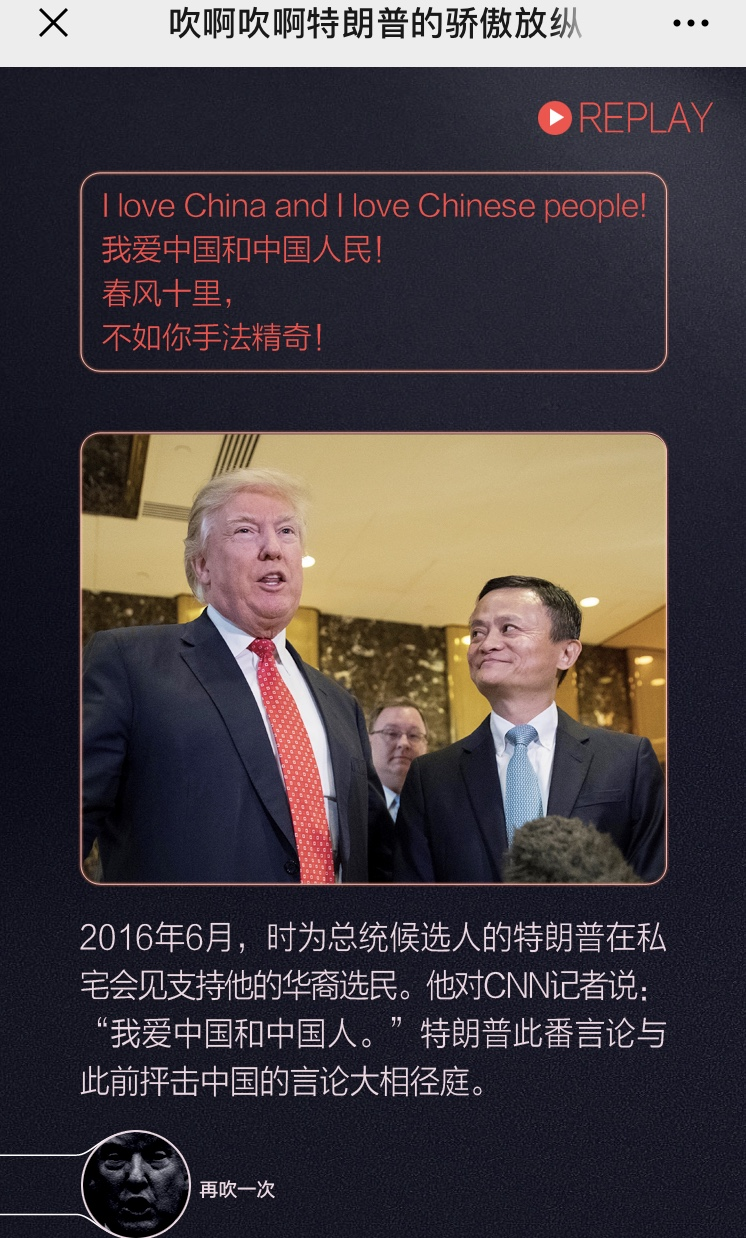 吹啊吹啊特朗普的骄傲放纵
REPLAY
I love China and I love Chinese people!
我爱中国和中国人民！
春风十里，
不如你手法精奇！
2016年6月，时为总统候选人的特朗普在私
宅会见支持他的华裔选民。他对CNN记者说：
“我爱中国和中国人。”特朗普此番言论与
此前抨击中国的言论大相径庭。
再吹一次